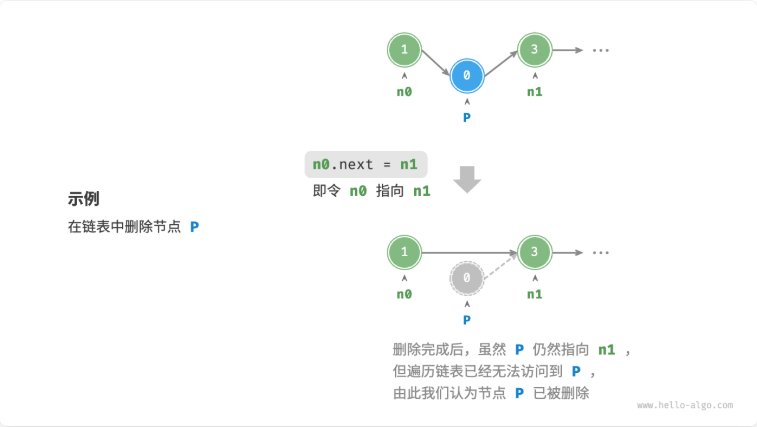 1
3
...
0
n0
n1
P
n0.next = n1
即令 n0 指向 n1
示例
在链表中删除节点 P
1
3
...
0
n0
n1
P
删除完成后，虽然 P 仍然指向 n1 ，
但遍历链表已经无法访问到 P ，
由此我们认为节点 P 已被删除
www.hello-algo.com